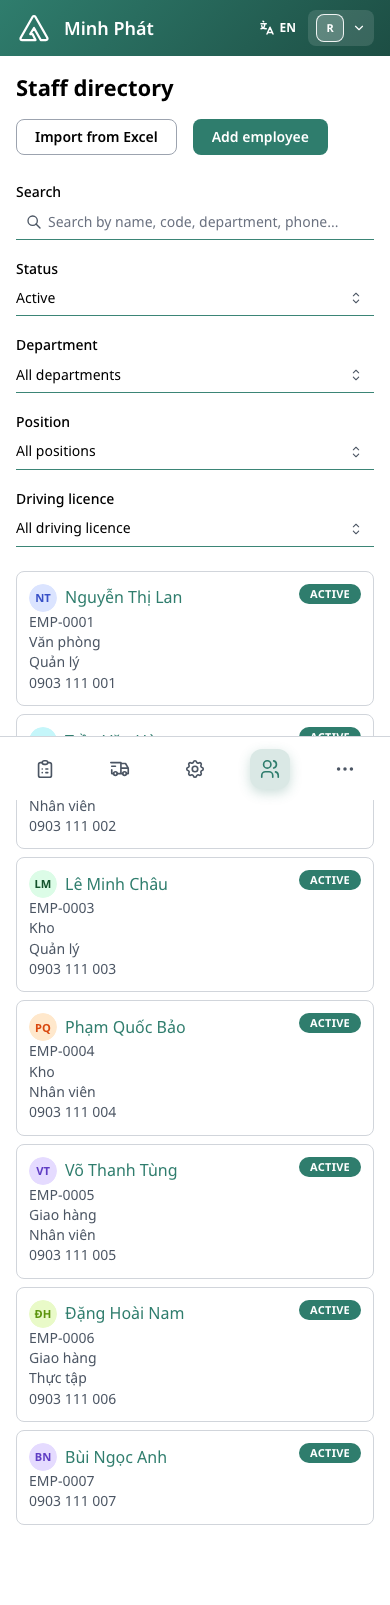 Minh Phát
EN
R
Staff directory
Import from Excel
Add employee
Search
Search by name, code, department, phone...
Status
Active
Department
All departments
Position
All positions
Driving licence
All driving licence
NT
Nguyễn Thị Lan
ACTIVE
EMP-0001
Văn phòng
Quản lý
0903 111 001
Nhân viên
0903 111 002
LM
Lê Minh Châu
ACTIVE
EMP-0003
Kho
Quản lý
0903 111 003
PQ
Phạm Quốc Bảo
ACTIVE
EMP-0004
Kho
Nhân viên
0903 111 004
VT
Võ Thanh Tùng
ACTIVE
EMP-0005
Giao hàng
Nhân viên
0903 111 005
ĐH
Đặng Hoài Nam
ACTIVE
EMP-0006
Giao hàng
Thực tập
0903 111 006
BN
Bùi Ngọc Anh
ACTIVE
EMP-0007
0903 111 007